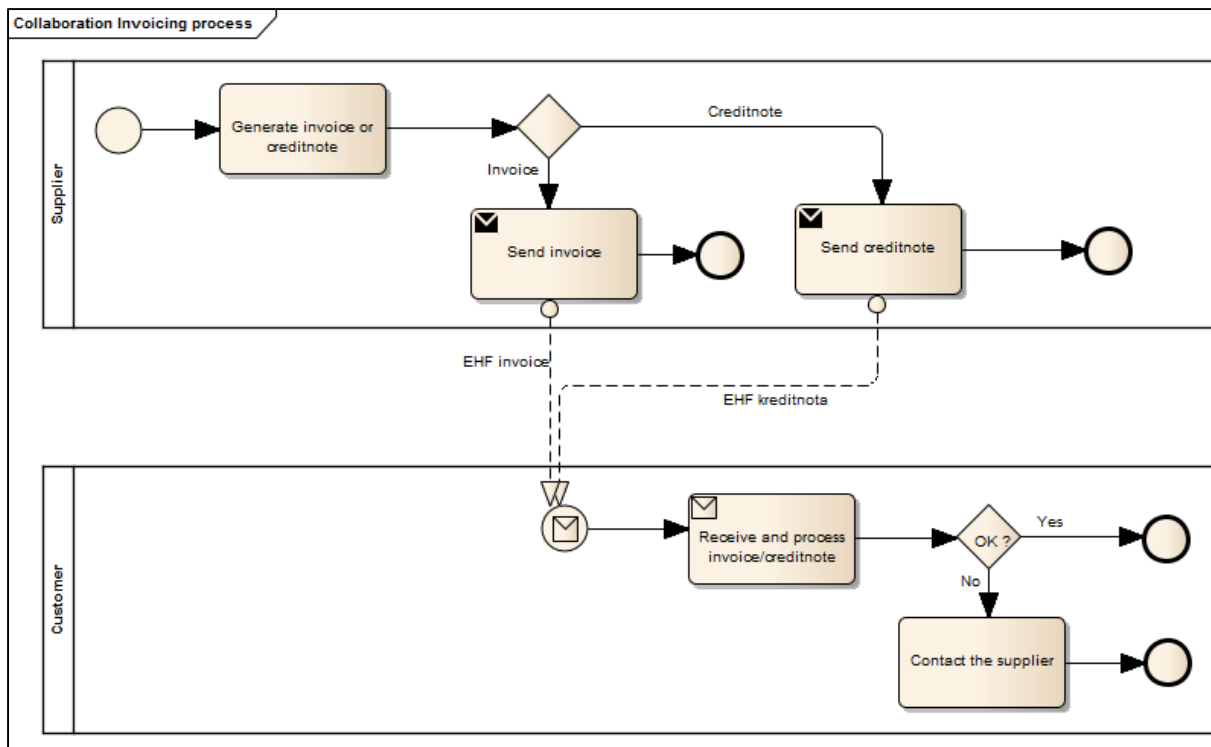 Collaboration Invoicing process
Supplier
Generate invoice or
creditnote
Creditnote
Invoice
Send invoice
Send creditnote
EHF invoice
EHF kreditnota
Customer
Receive and process
invoice/creditnote
OK ?
Yes
No
Contact the supplier